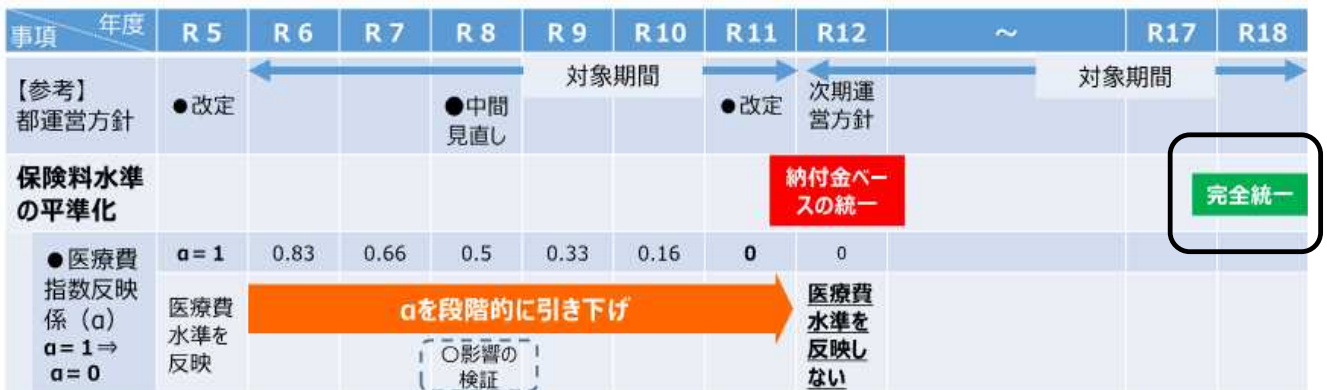 事項 年度 R 5 R 6 R 7 R 8 R 9 R10 R11 R12 ～ R17 R18
【参考】
都運営方針
●改定
●中間
見直し
対象期間
●改定
次期運
営方針
対象期間
保険料水準
の平準化
納付金ベー
スの統一
完全統一
●医療費
指数反映
係（α）
α= 1⇒
α= 0
α= 1 0.83 0.66 0.5 0.33 0.16 0 0
医療費
水準を
反映
αを段階的に引き下げ
〇影響の
検証
医療費
水準を
反映し
ない